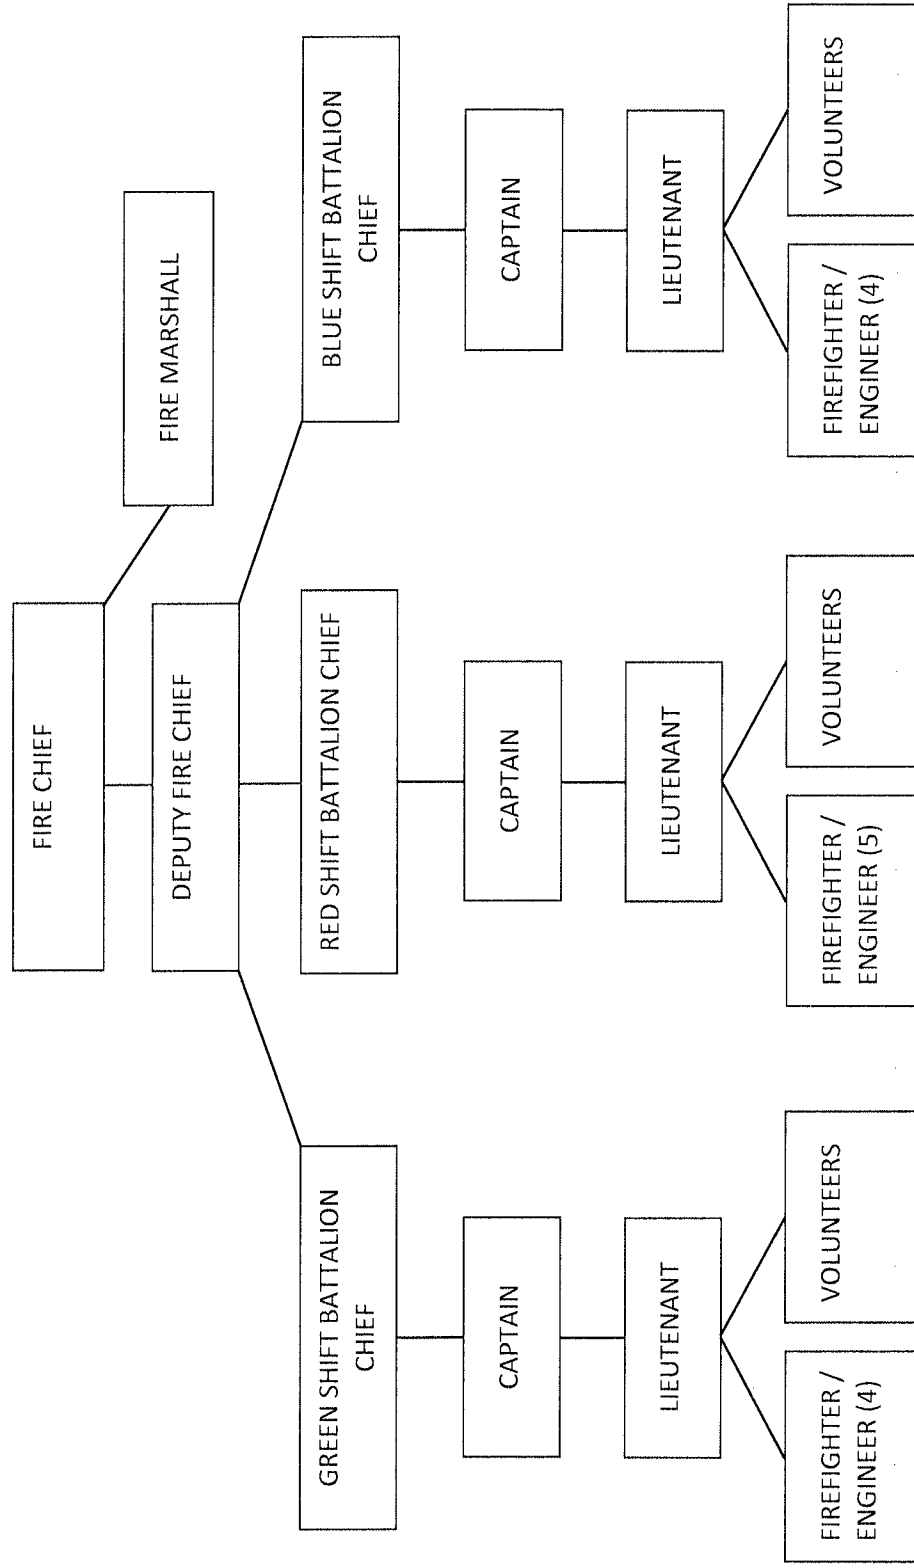 FIRE CHIEF
FIRE MARSHALL
DEPUTY FIRE CHIEF
GREEN SHIFT BATTALION
CHIEF
RED SHIFT BATTALION CHIEF
BLUE SHIFT BATTALION
CHIEF
CAPTAIN
CAPTAIN
CAPTAIN
LIEUTENANT
LIEUTENANT
LIEUTENANT
FIREFIGHTER /
ENGINEER (4)
VOLUNTEERS
FIREFIGHTER /
ENGINEER (5)
VOLUNTEERS
FIREFIGHTER /
ENGINEER (4)
VOLUNTEERS